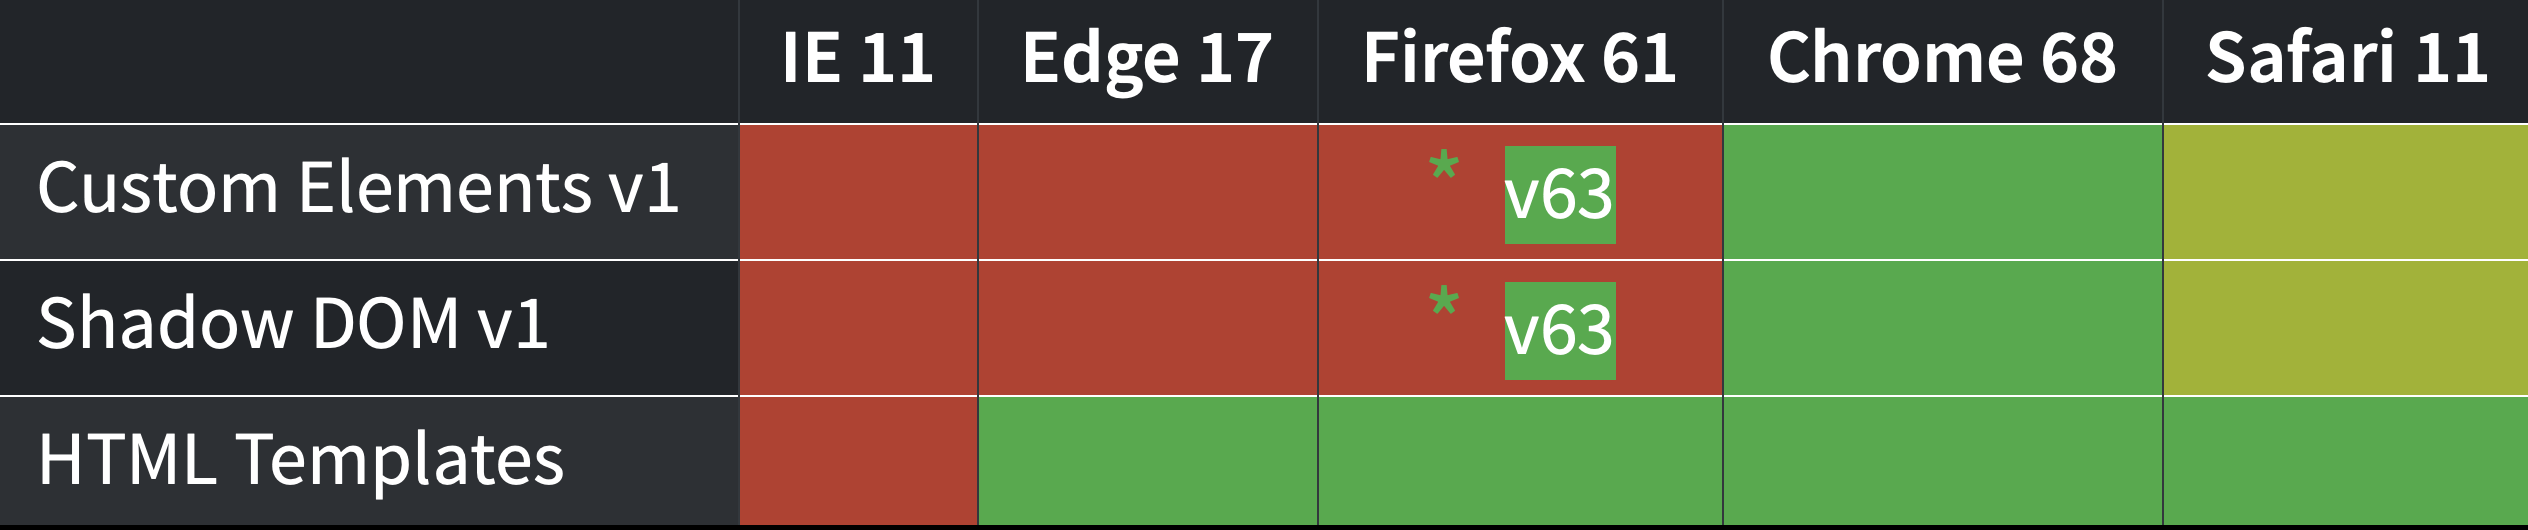 IE 11 Edge 17 Firefox 61 Chrome 68 Safari 11
Custom Elements v1 * v63
Shadow DOM v1 * v63
HTML Templates